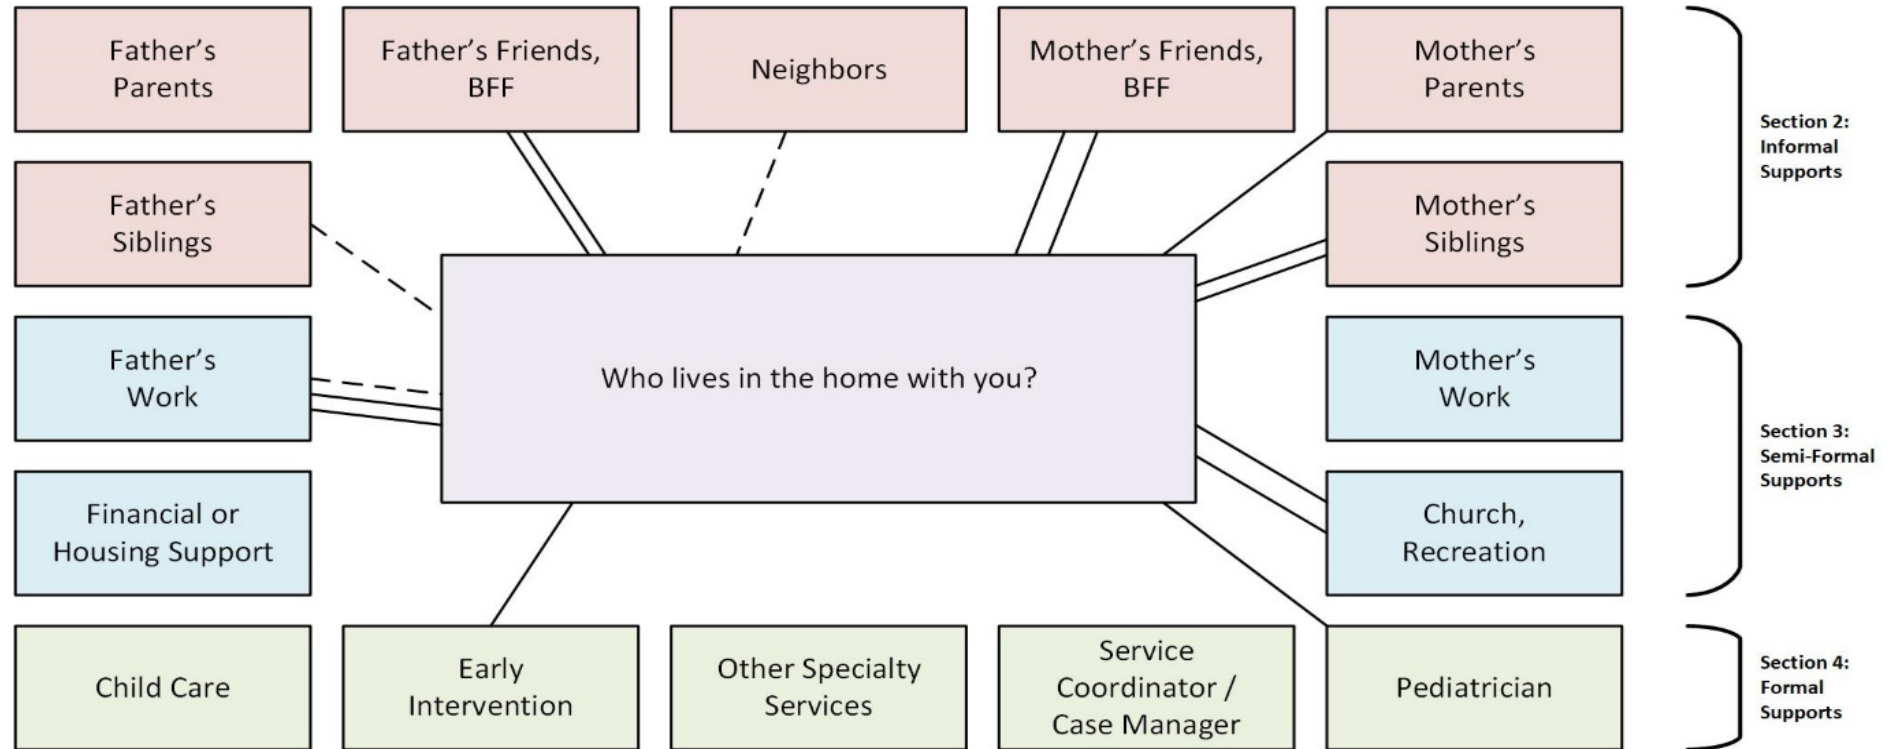 Father’s
Parents
Father’s Friends,
BFF
Neighbors
Mother’s Friends,
BFF
Mother’s
Parents
Section 2:
Informal
Supports
Father’s
Siblings
Mother’s
Siblings
Father’s
Work
Who lives in the home with you?
Mother’s
Work
Section 3:
Semi-Formal
Supports
Financial or
Housing Support
Church,
Recreation
Child Care
Early
Intervention
Other Specialty
Services
Service
Coordinator /
Case Manager
Pediatrician
Section 4:
Formal
Supports